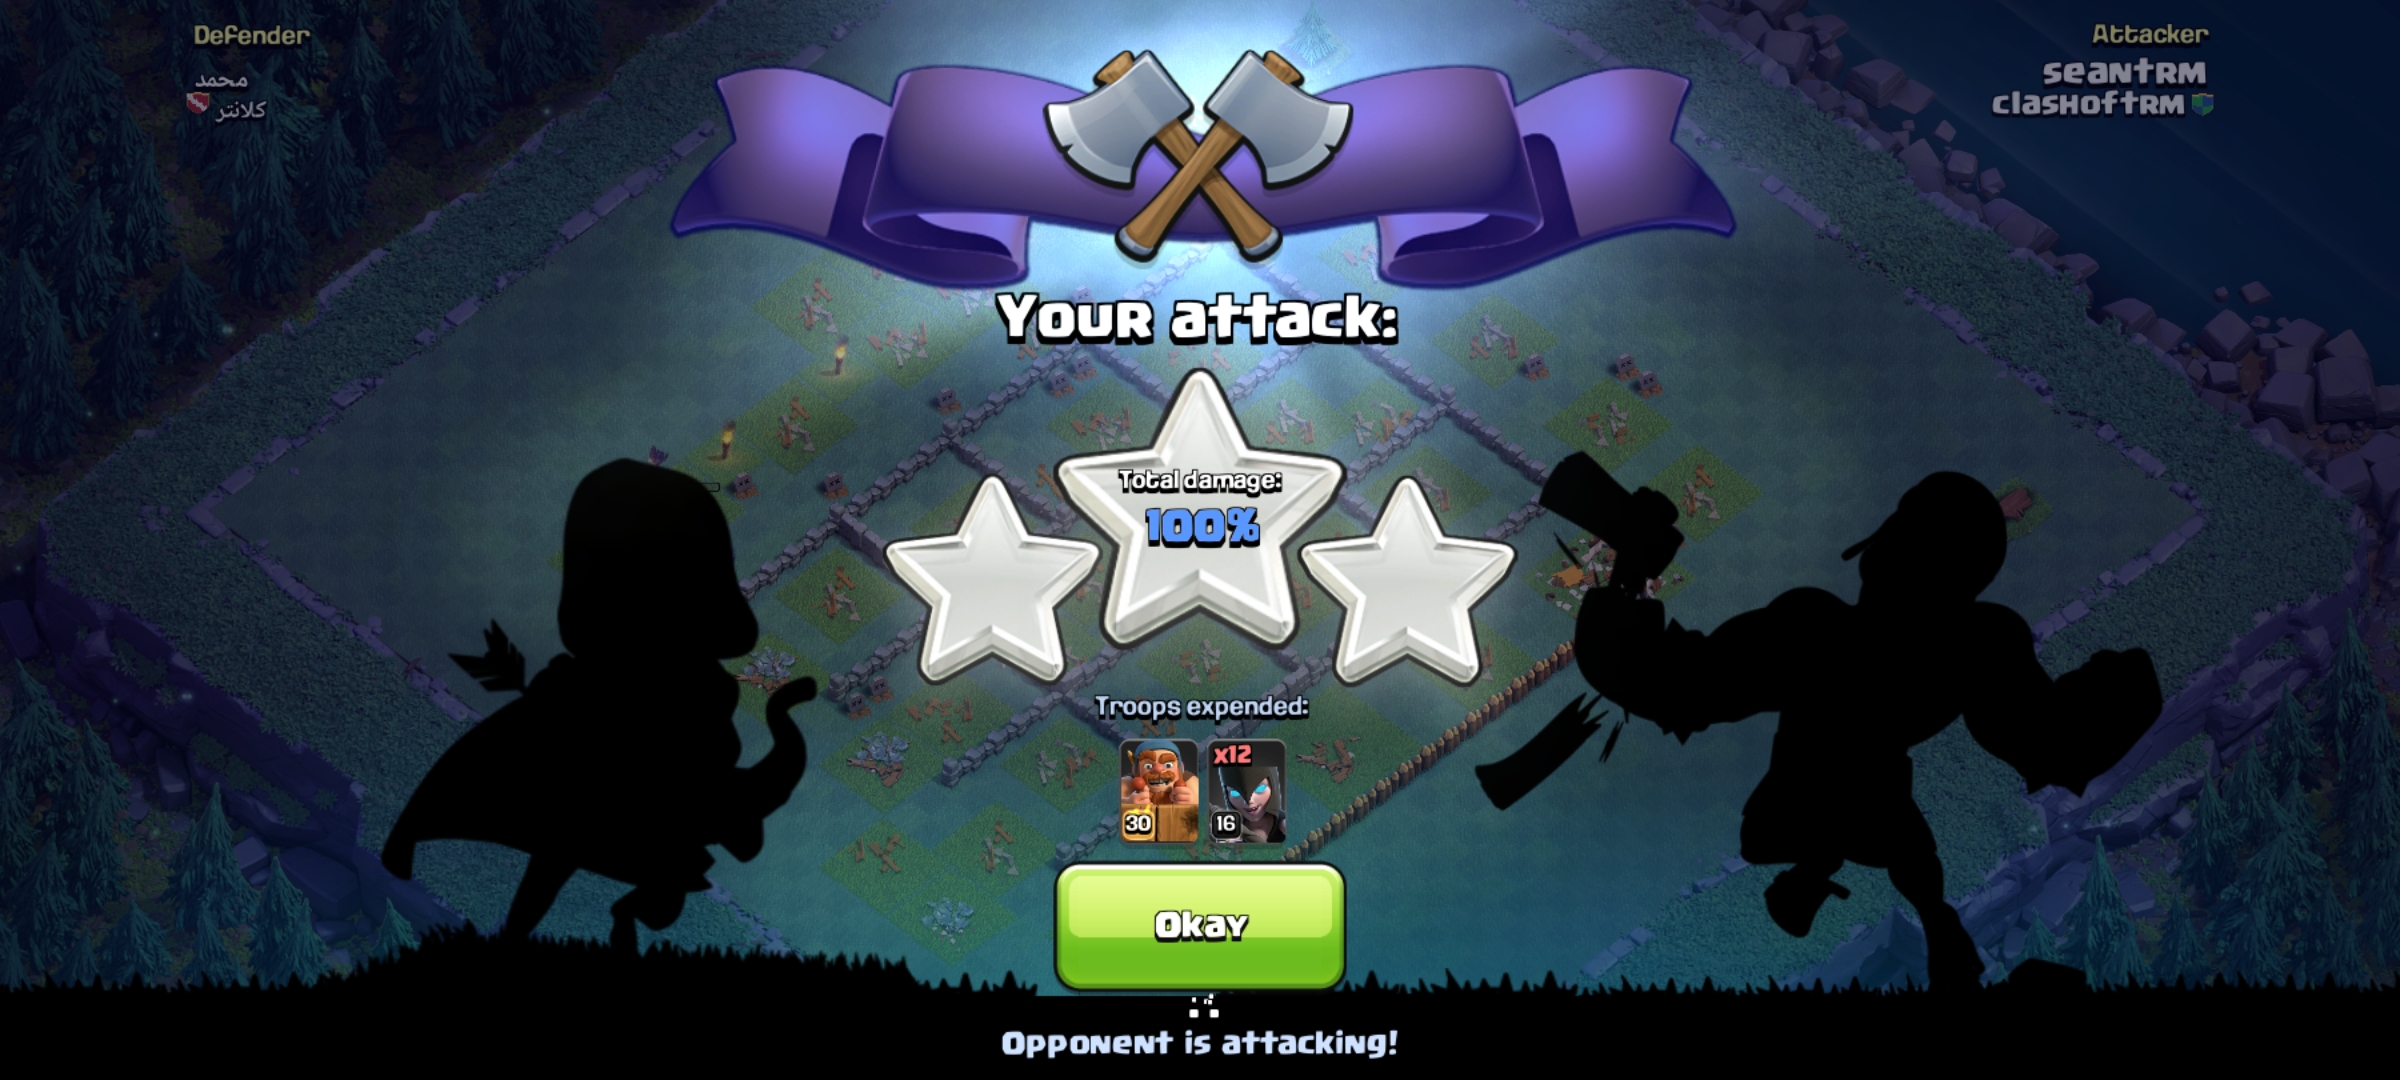 Defender
محمد
کلانتر
Attacker
seantRM
clashoftRM
Your attack:
Total damage:
100%
Troops expended:
30
x12
16
Okay
Opponent is attacking!